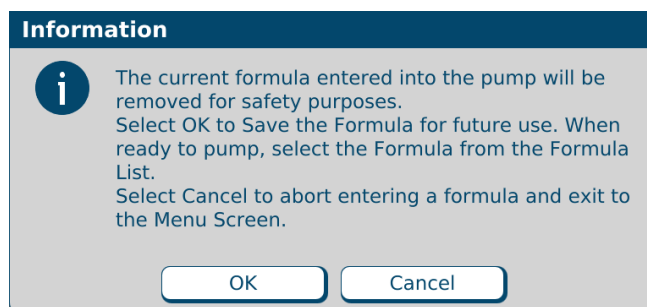 Information
The current formula entered into the pump will be
removed for safety purposes.
Select OK to Save the Formula for future use. When
ready to pump, select the Formula from the Formula
List.
Select Cancel to abort entering a formula and exit to
the Menu Screen.
OK
Cancel